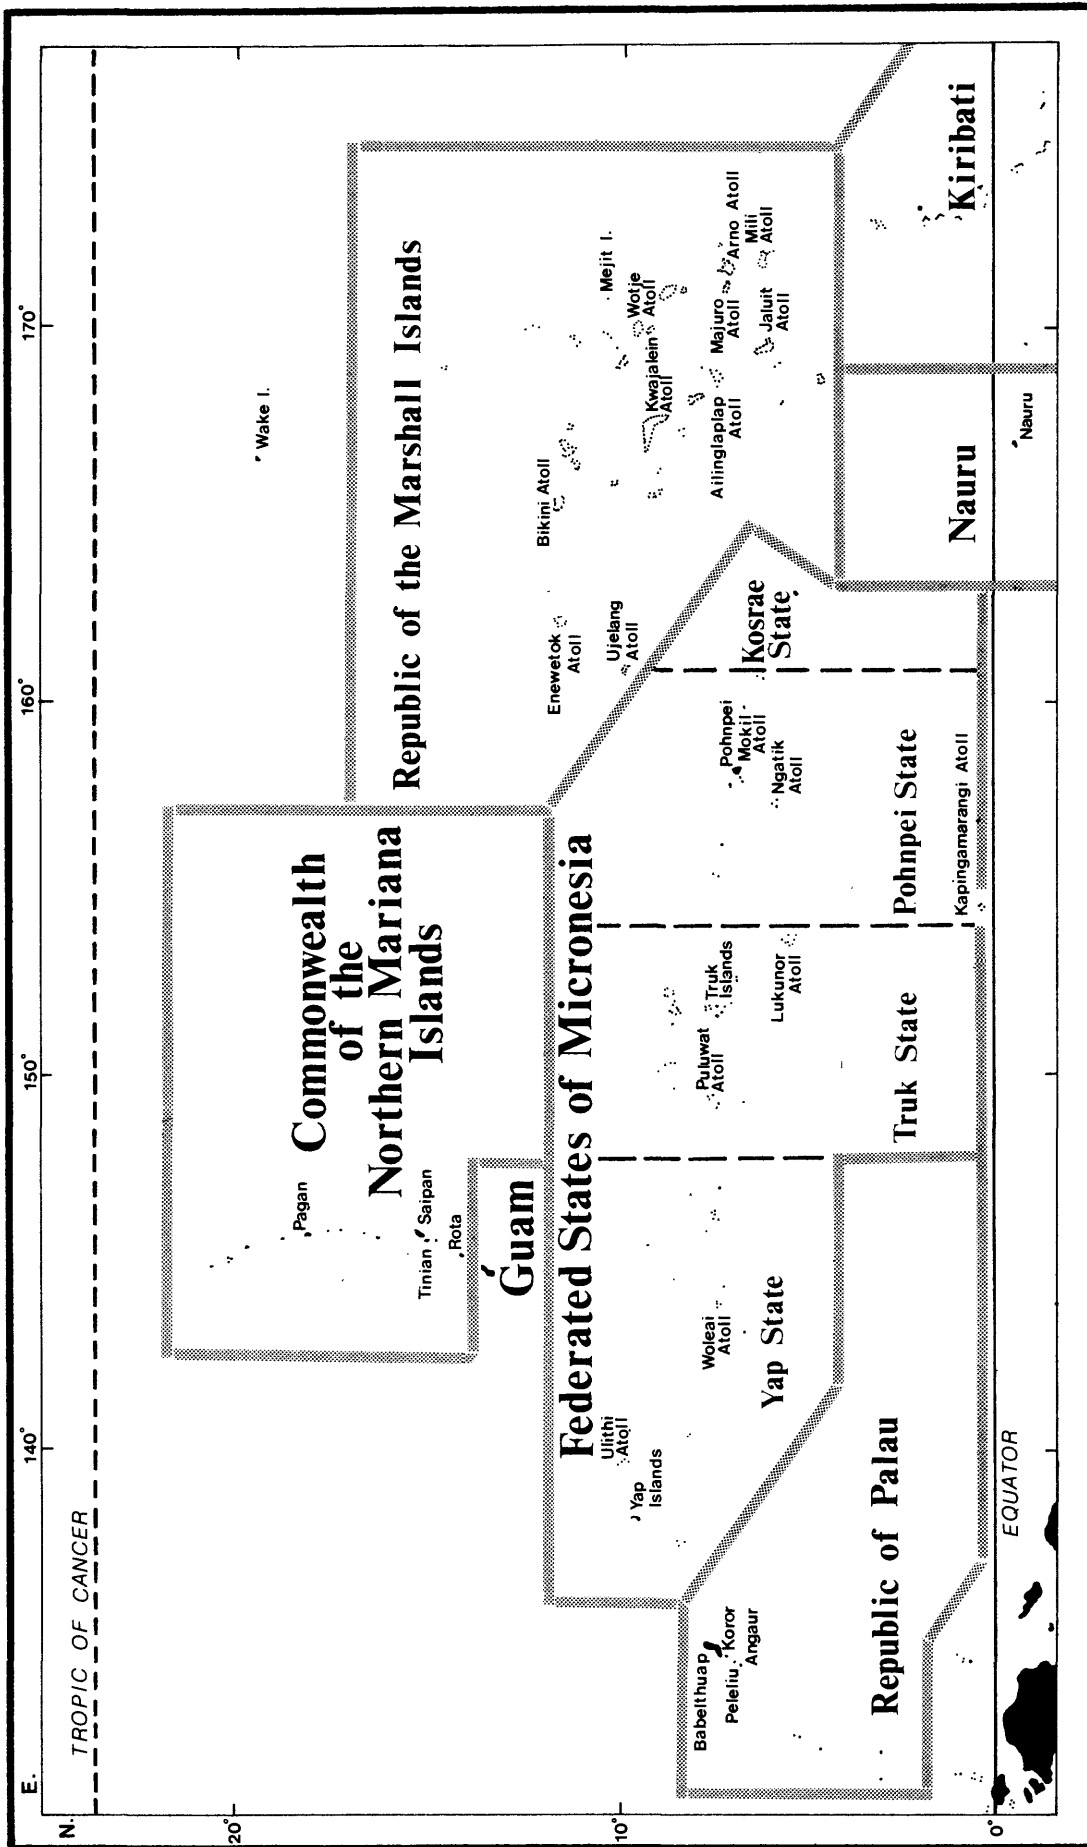 E.
140°
150°
160°
170°
N.
TROPIC OF CANCER
20°
10°
0°
Wake I.
Commonwealth
of the
Northern Mariana
Islands
Pagan
Saipan
Tinian
Rota
Guam
Republic of the Marshall Islands
Enewetok
Atoll
Bikini Atoll
Ujelang
Atoll
Mejit I.
Wotje
Atoll
Kwajalein
Atoll
Ailinglaplap
Atoll
Majuro
Atoll
Arno Atoll
Mili
Atoll
Jaluit
Atoll
Federated States of Micronesia
Ulithi
Atoll
Yap
Islands
Woleai
Atoll
Yap State
Puluwat
Atoll
Truk
Islands
Lukunor
Atoll
Truk State
Pohnpei
Mokil
Atoll
Ngatik
Atoll
Pohnpei State
Kapingamarangi Atoll
Kosrae
State
Babelthuap
Koror
Peleliu
Angaur
Republic of Palau
Nauru
Nauru
Kiribati
EQUATOR